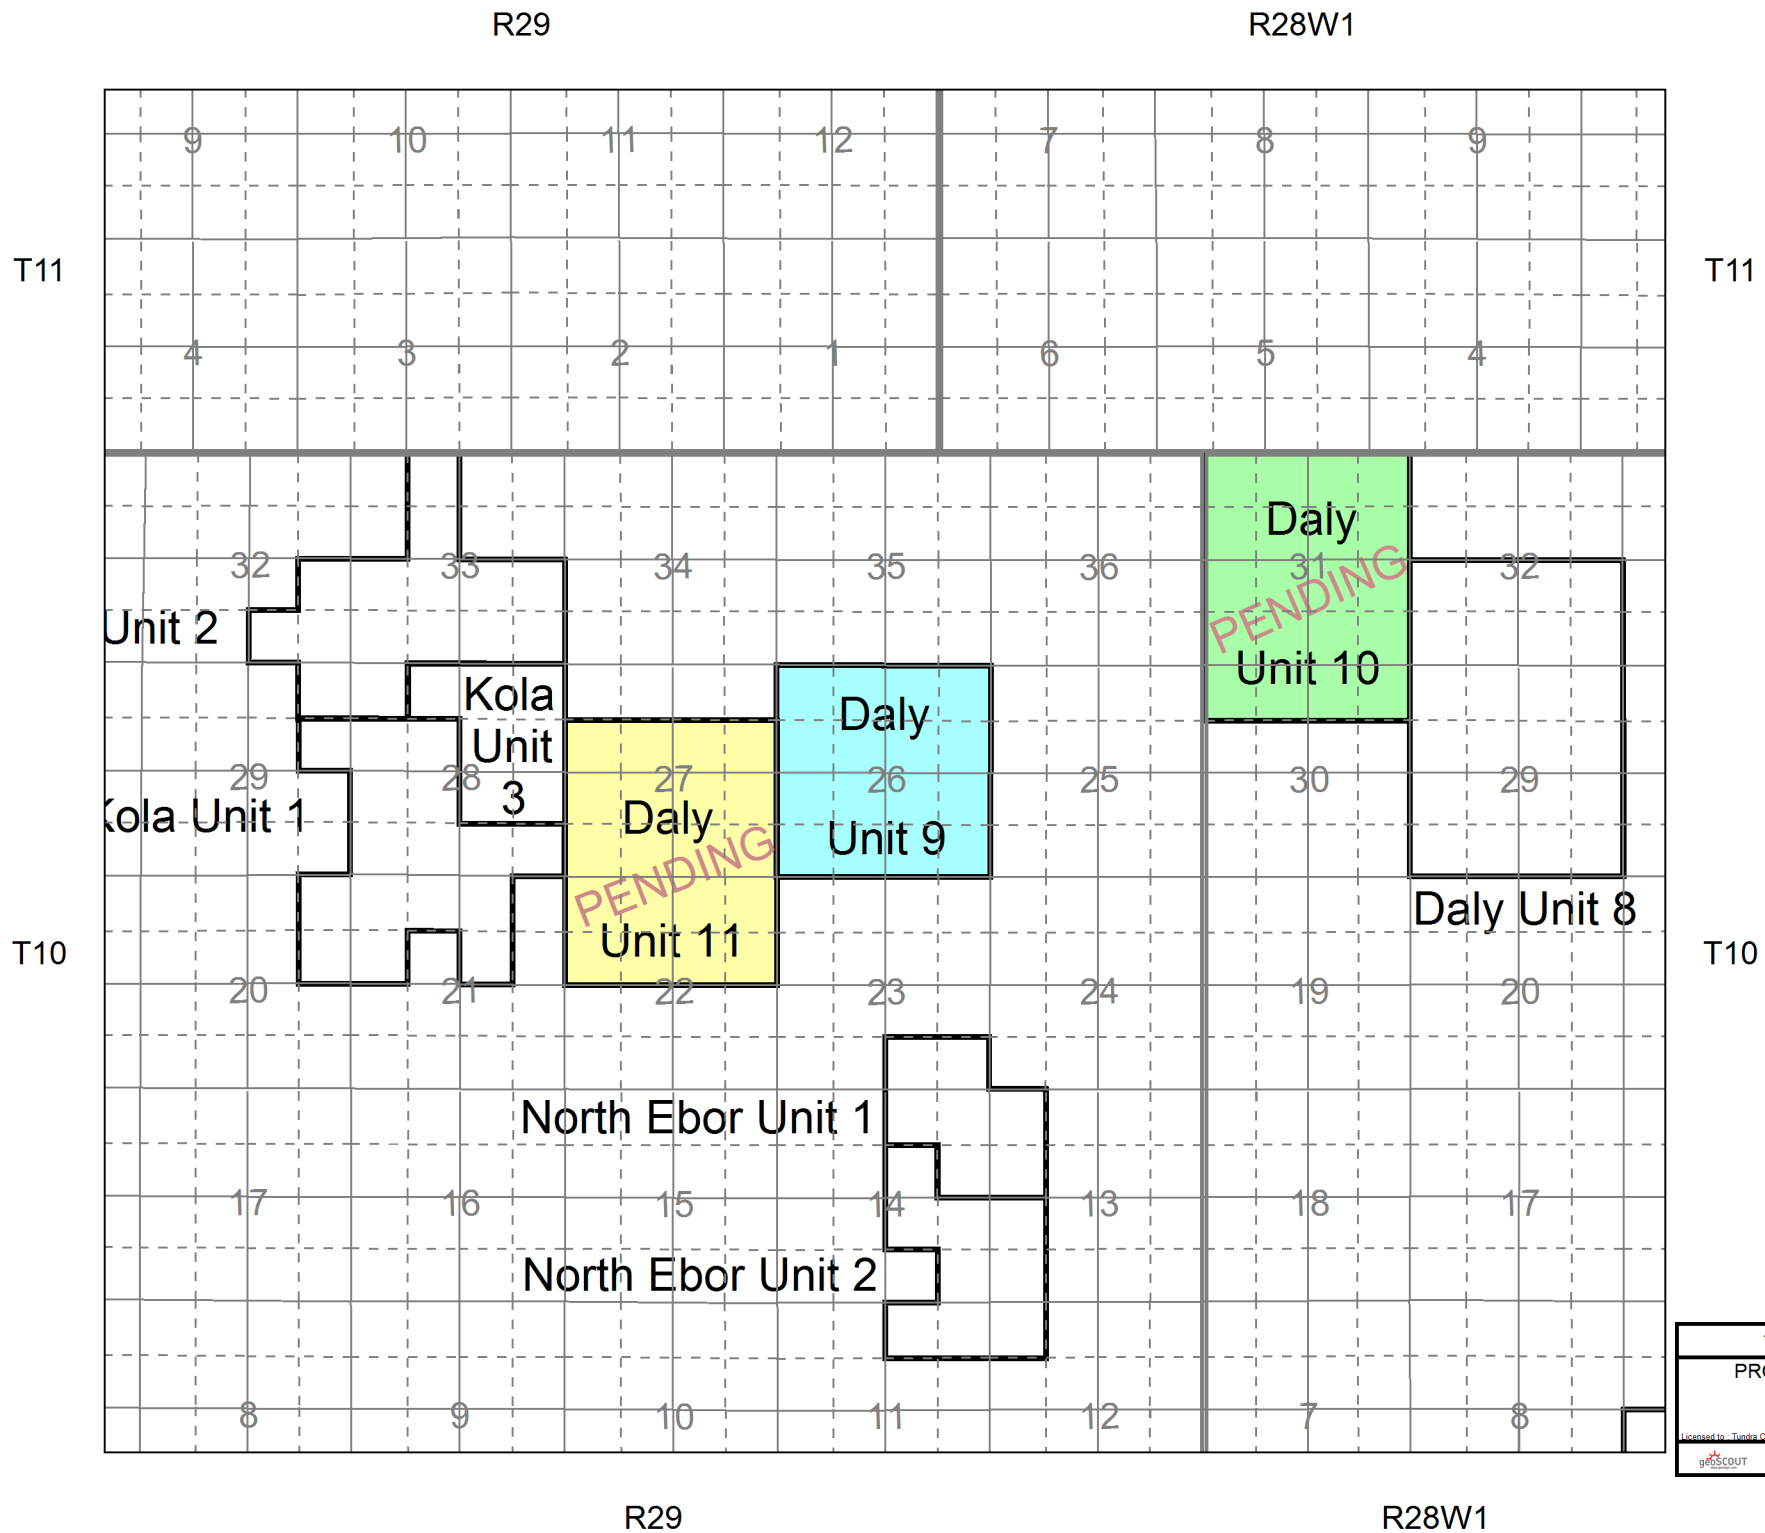 R29 R28W1
9 10 11 12 7 8 9
T11 T11
4 3 2 1 6 5 4
Daly
32 33 34 35 36 31 32
PENDING
Unit 2
Unit 10
Kola
Daly
Unit
29 28 27 26 25 30 29
3
Kola Unit 1
Daly
Unit 9
PENDING
Daly Unit 8
Unit 11
T10 T10
20 21 22 23 24 19 20
North Ebor Unit 1
17 16 15 14 13 18 17
North Ebor Unit 2
8 9 10 11 12 7 8
Licensed to : Tundra
geoSCOUT
R29 R28W1